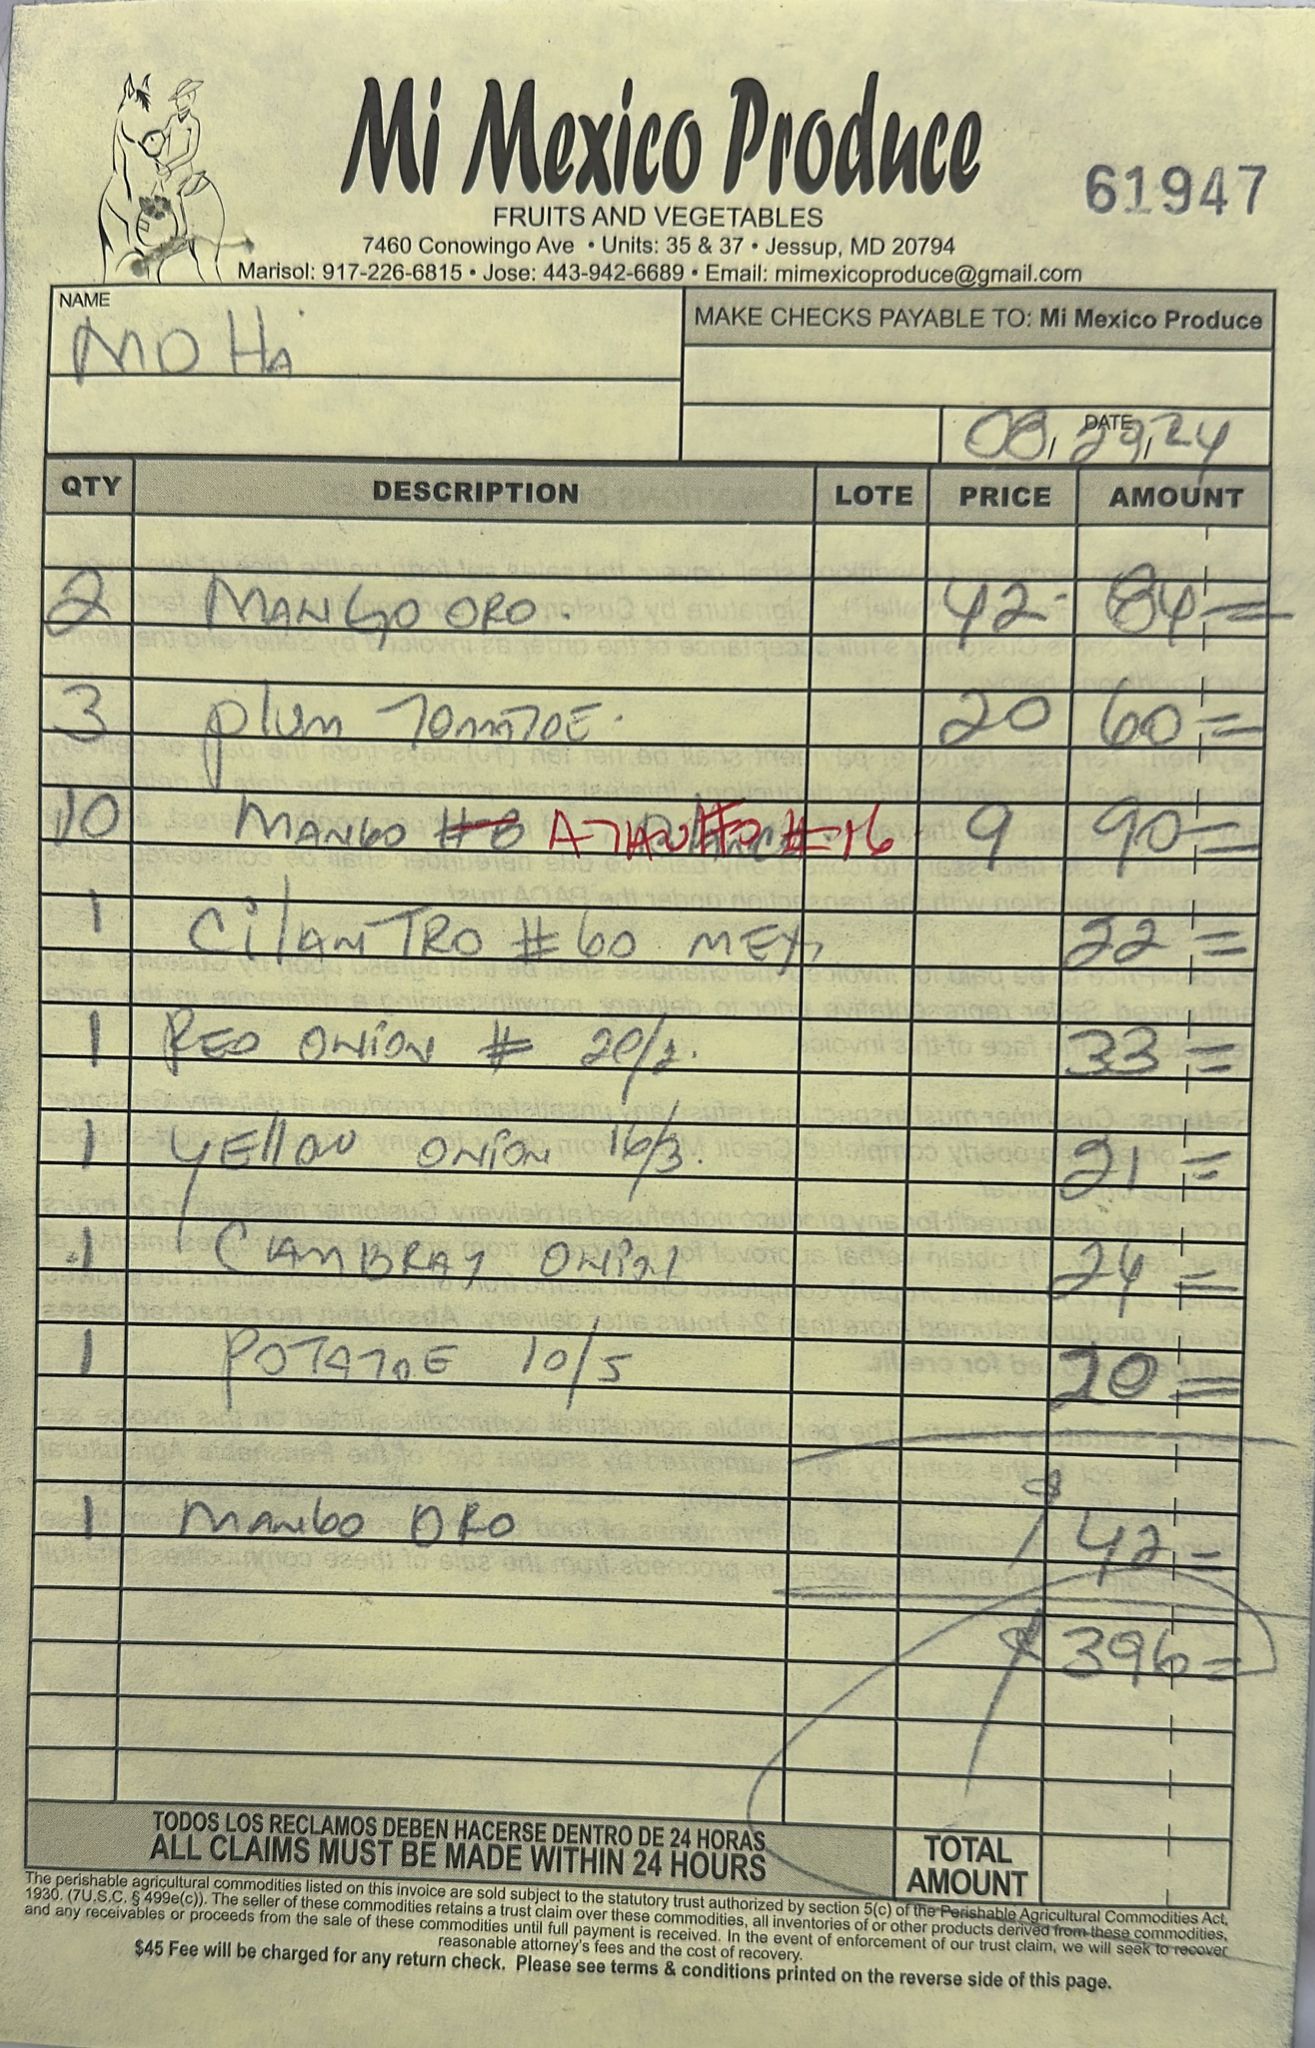 Mi Mexico Produce
61947
FRUITS AND VEGETABLES
7460 Conowingo Ave • Units: 35 & 37 • Jessup, MD 20794
Marisol: 917-226-6815 • Jose: 443-942-6689 • Email: mimexicoproduce@gmail.com
NAME
MO HA
MAKE CHECKS PAYABLE TO: Mi Mexico Produce
DATE
08, 29, 24
QTY DESCRIPTION LOTE PRICE AMOUNT
2 MANGO ORO. 42- 84=
3 plum TOMATOE. 20 60=
10 MANGO #-16 9 90=
1 CilANTRO #60 MEX, 22=
1 RED ONION # 20/2. 33=
1 YEllOW ONION 16/3. 21=
1 CAMBRAY ONION 24=
1 POTATOE 10/5 20=
1 MANGO ORO $ 42=
$ 396=
TODOS LOS RECLAMOS DEBEN HACERSE DENTRO DE 24 HORAS
ALL CLAIMS MUST BE MADE WITHIN 24 HOURS
TOTAL
AMOUNT
The perishable agricultural commodities listed on this invoice are sold subject to the statutory trust authorized by section 5(c) of the Perishable Agricultural Commodities Act,
1930. (7U.S.C. § 499e(c)). The seller of these commodities retains a trust claim over these commodities, all inventories of or other products derived from these commodities,
and any receivables or proceeds from the sale of these commodities until full payment is received. In the event of enforcement of our trust claim, we will seek to recover
reasonable attorney's fees and the cost of recovery.
$45 Fee will be charged for any return check. Please see terms & conditions printed on the reverse side of this page.